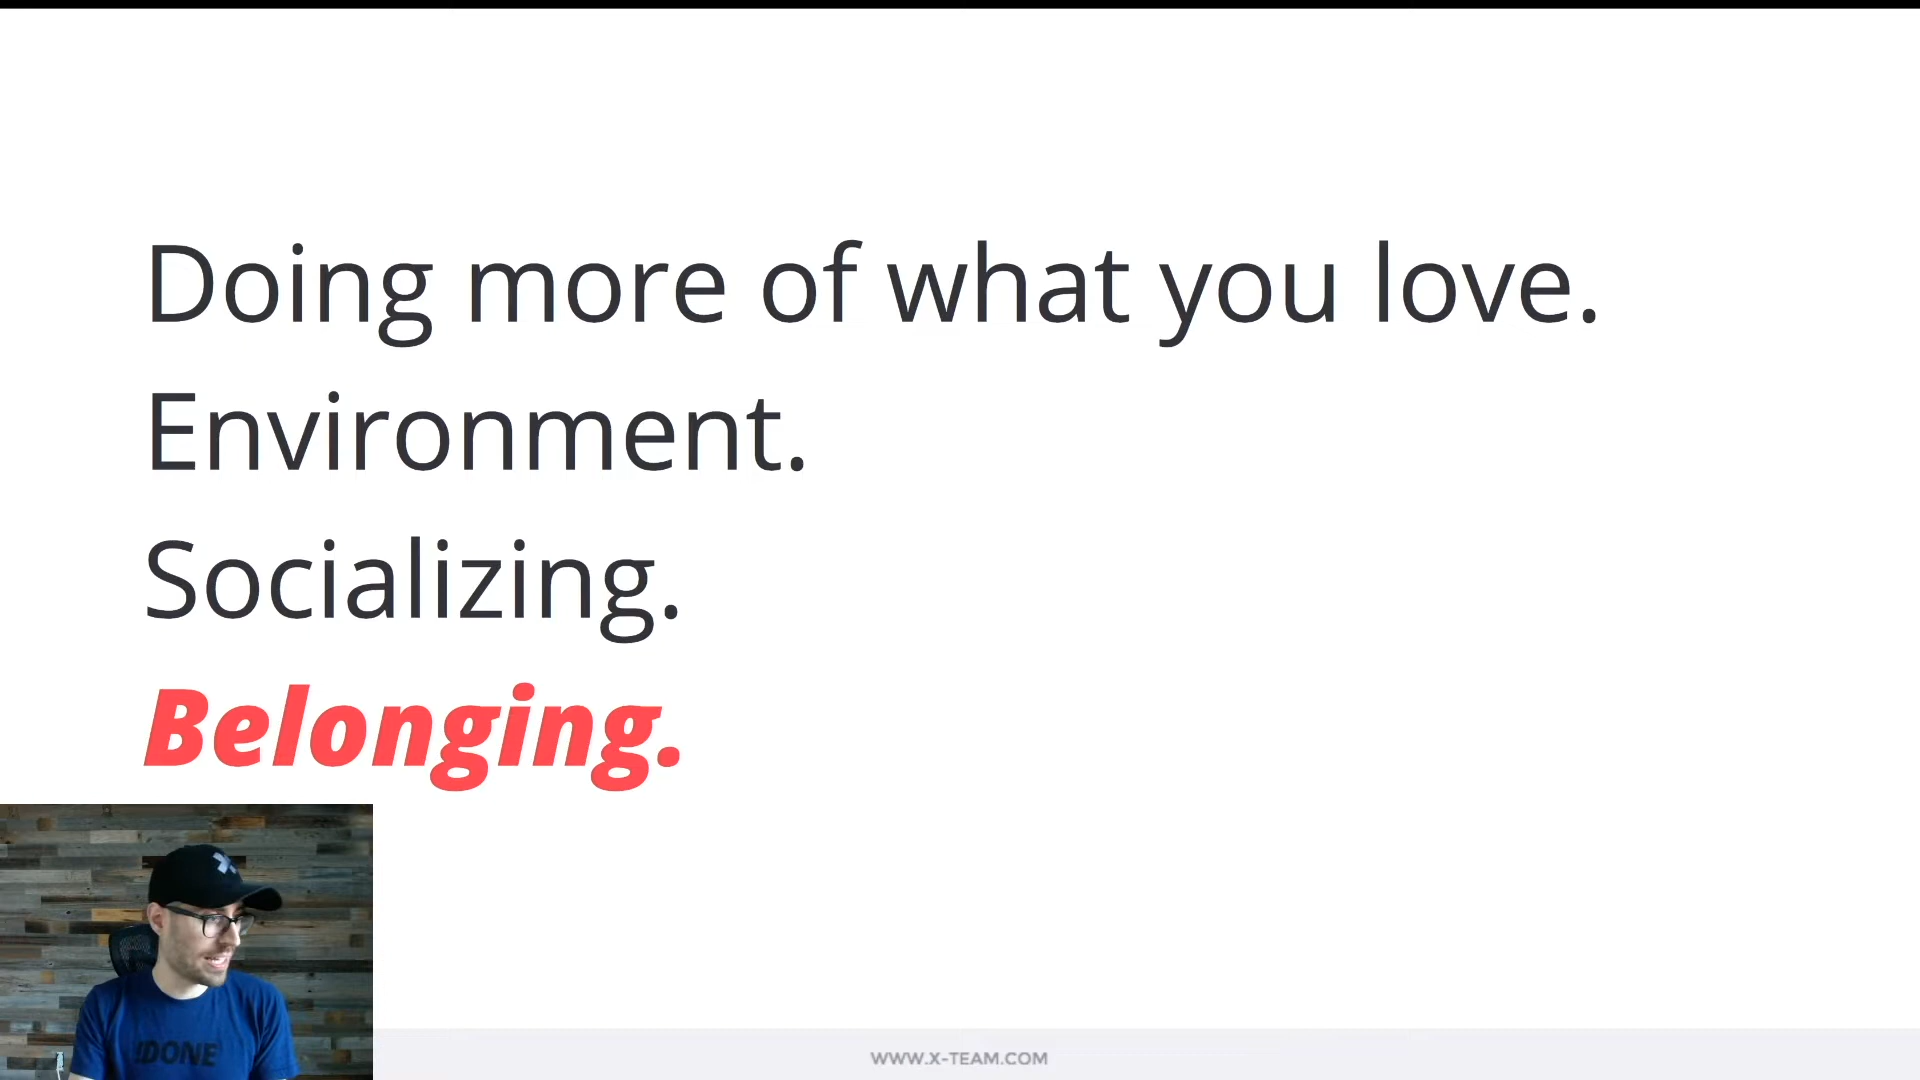 Doing more of what you love.
Environment.
Socializing.
Belonging.
!DONE
WWW.X-TEAM.COM